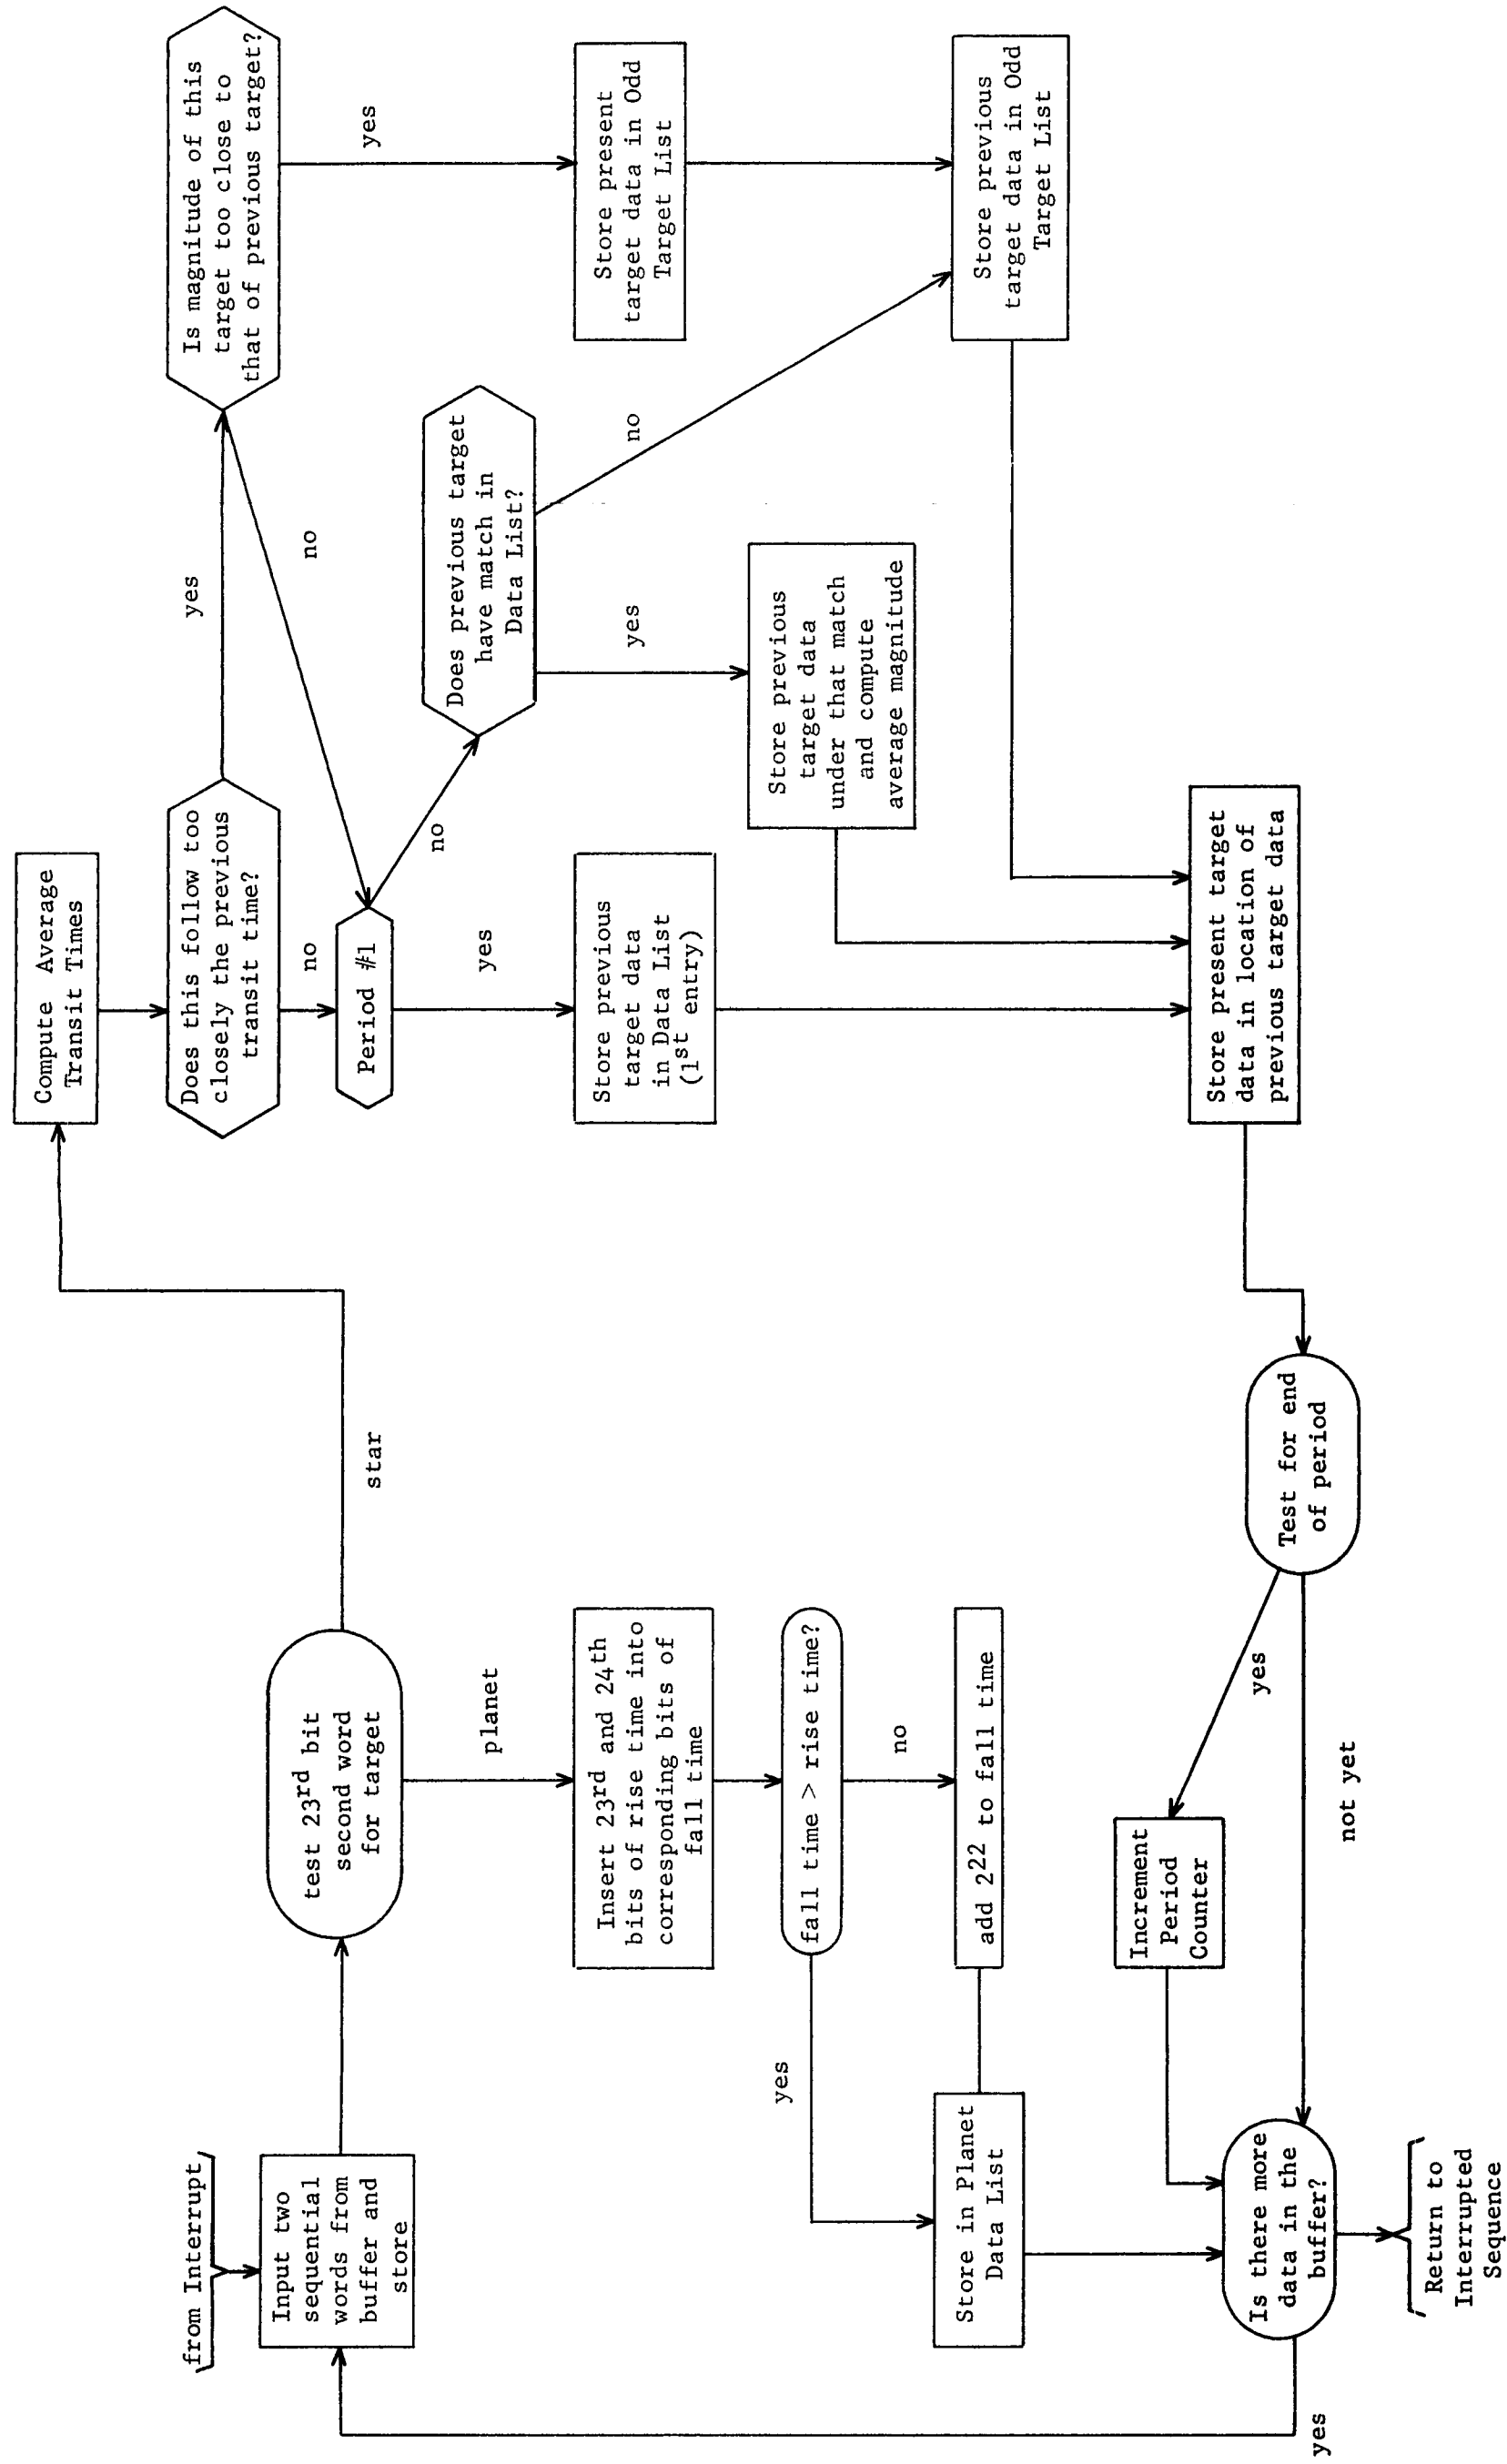 from Interrupt
Input two
sequential
words from
buffer and
store
test 23rd bit
second word
for target
star
planet
Insert 23rd and 24th
bits of rise time into
corresponding bits of
fall time
fall time > rise time?
yes
no
add 2^22 to fall time
Store in Planet
Data List
Compute Average
Transit Times
Does this follow too
closely the previous
transit time?
yes
no
Is magnitude of this
target too close to
that of previous target?
yes
no
Period #1
yes
no
Store previous
target data
in Data List
(1st entry)
Does previous target
have match in
Data List?
yes
no
Store previous
target data
under that match
and compute
average magnitude
Store present
target data in Odd
Target List
Store previous
target data in Odd
Target List
Store present target
data in location of
previous target data
Test for end
of period
yes
not yet
Increment
Period
Counter
Is there more
data in the
buffer?
yes
Return to
Interrupted
Sequence